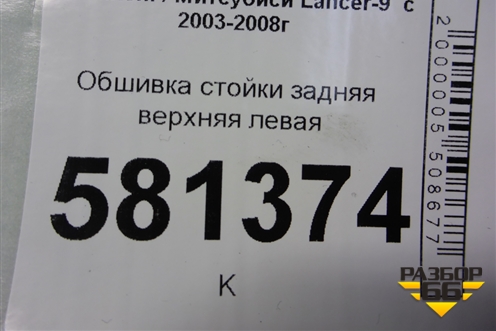 / Митсубиси Lancer-9 с
2003-2008г
Обшивка стойки задняя
верхняя левая
581374
К
2000005508677
РАЗБОР
66